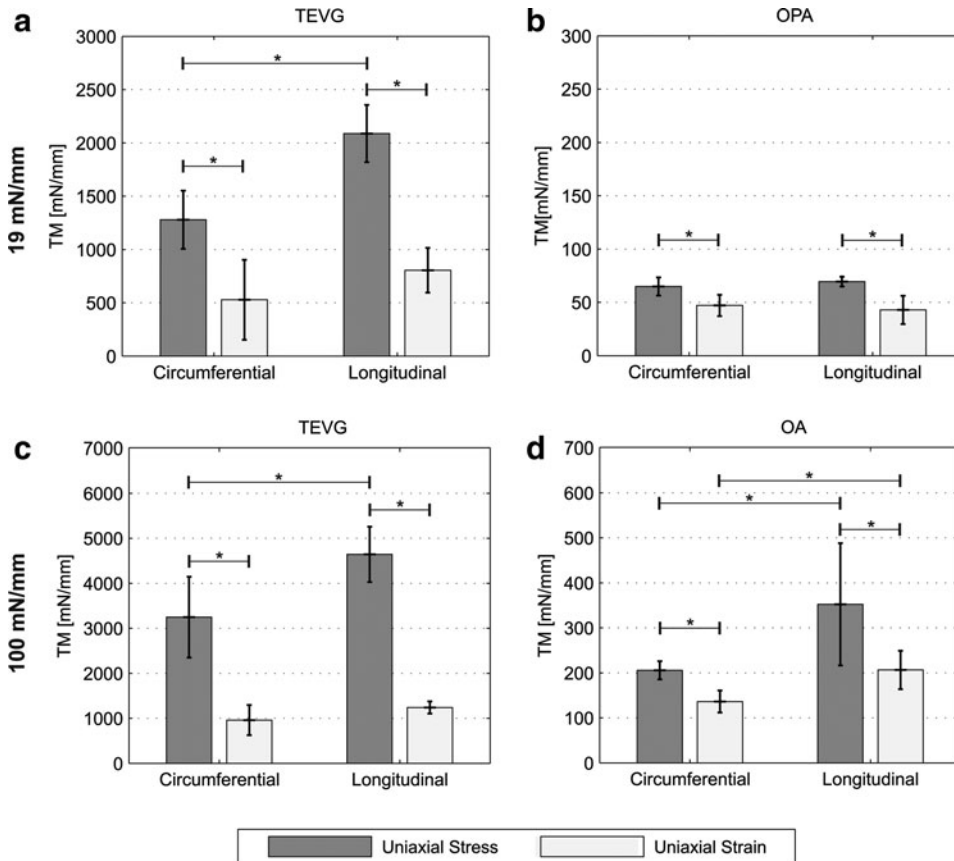 a
TEVG
19 mN/mm
TM [mN/mm]
3000
2500
2000
1500
1000
500
0
*
*
*
Circumferential
Longitudinal
b
OPA
TM[mN/mm]
300
250
200
150
100
50
0
*
*
Circumferential
Longitudinal
c
TEVG
100 mN/mm
TM [mN/mm]
7000
6000
5000
4000
3000
2000
1000
0
*
*
*
Circumferential
Longitudinal
d
OA
TM [mN/mm]
700
600
500
400
300
200
100
0
*
*
*
*
Circumferential
Longitudinal
Uniaxial Stress
Uniaxial Strain